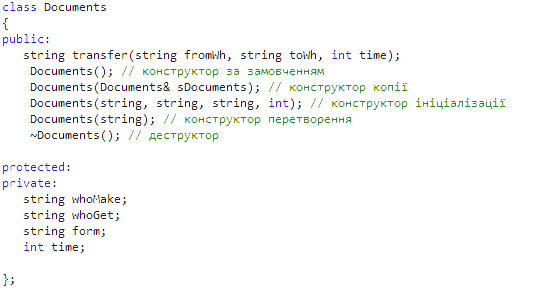 class Documents
{
public:
string transfer(string fromWh, string toWh, int time);
Documents(); // конструктор за замовченням
Documents(Documents& sDocuments); // конструктор копії
Documents(string, string, string, int); // конструктор ініціалізації
Documents(string); // конструктор перетворення
~Documents(); // деструктор
protected:
private:
string whoMake;
string whoGet;
string form;
int time;
};